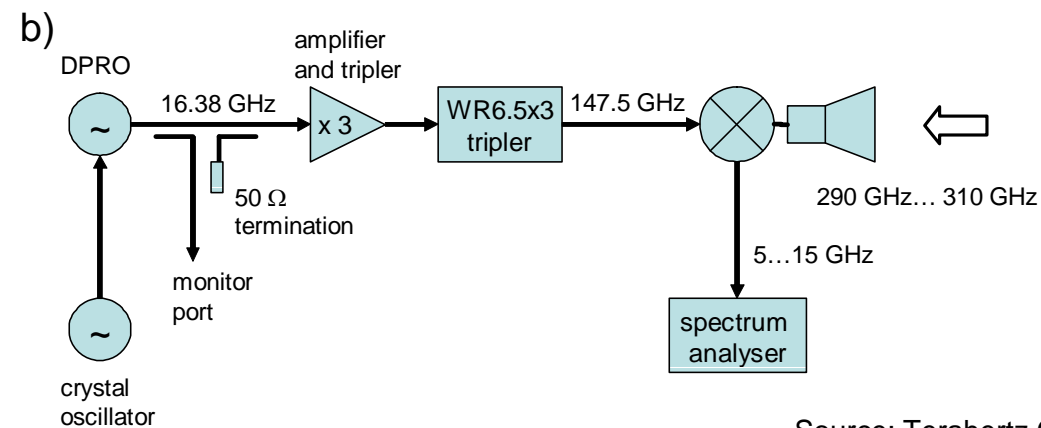 b)
DPRO
amplifier
and tripler
16.38 GHz
x 3
WR6.5x3
tripler
147.5 GHz
~
50 Ω
termination
290 GHz... 310 GHz
monitor
port
5...15 GHz
~
spectrum
analyser
crystal
oscillator
Source: